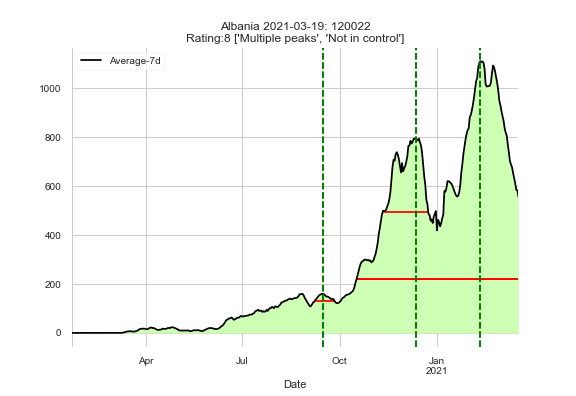 Albania 2021-03-19: 120022
Rating:8 ['Multiple peaks', 'Not in control']
Average-7d
1000
800
600
400
200
0
Apr
Jul
Oct
Jan
2021
Date